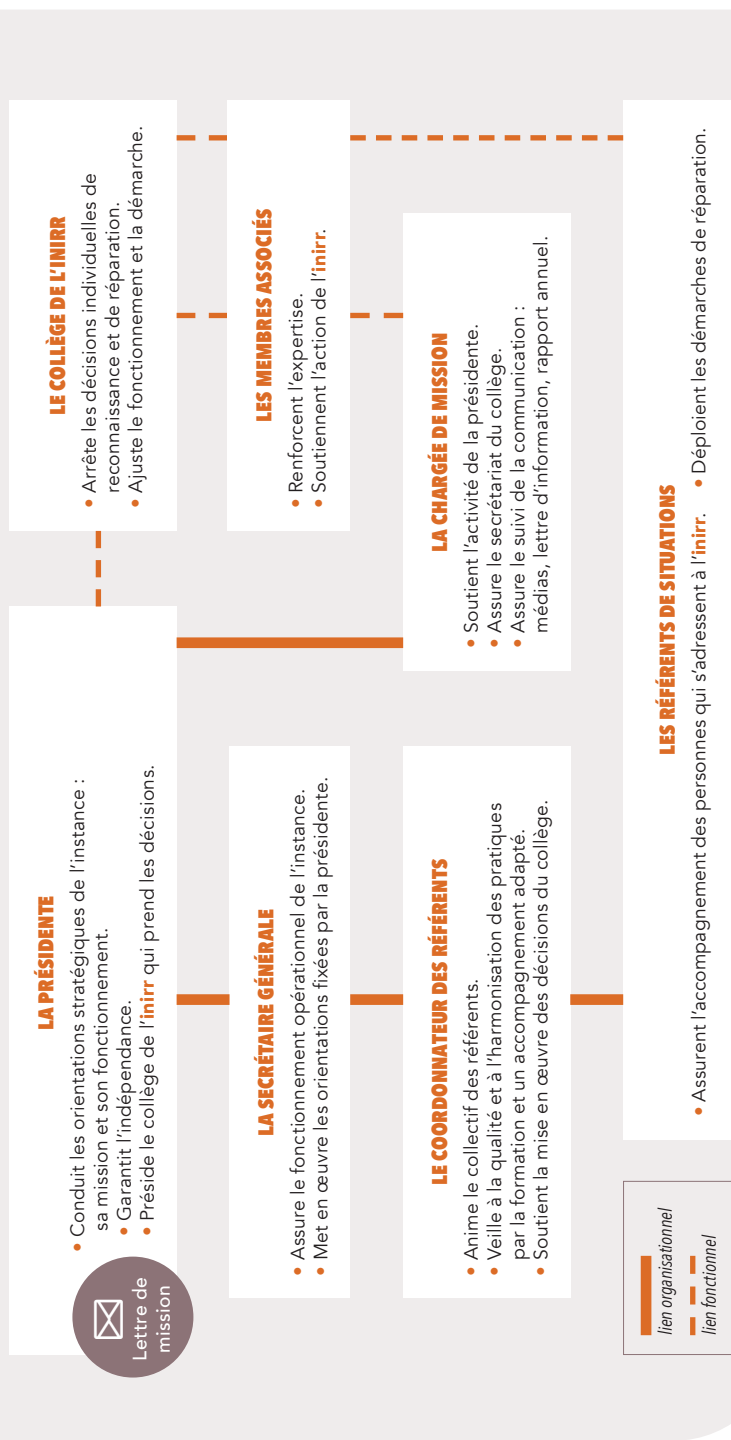 LA PRÉSIDENTE
• Conduit les orientations stratégiques de l'instance :
sa mission et son fonctionnement.
• Garantit l'indépendance.
• Préside le collège de l'inirr qui prend les décisions.
Lettre de
mission
LE COLLÈGE DE L'INIRR
• Arrête les décisions individuelles de
reconnaissance et de réparation.
• Ajuste le fonctionnement et la démarche.
LA SECRÉTAIRE GÉNÉRALE
• Assure le fonctionnement opérationnel de l'instance.
• Met en œuvre les orientations fixées par la présidente.
LES MEMBRES ASSOCIÉS
• Renforcent l'expertise.
• Soutiennent l'action de l'inirr.
LE COORDONNATEUR DES RÉFÉRENTS
• Anime le collectif des référents.
• Veille à la qualité et à l'harmonisation des pratiques
par la formation et un accompagnement adapté.
• Soutient la mise en œuvre des décisions du collège.
LA CHARGÉE DE MISSION
• Soutient l'activité de la présidente.
• Assure le secrétariat du collège.
• Assure le suivi de la communication :
médias, lettre d'information, rapport annuel.
LES RÉFÉRENTS DE SITUATIONS
• Assurent l'accompagnement des personnes qui s'adressent à l'inirr. • Déploient les démarches de réparation.
lien organisationnel
lien fonctionnel